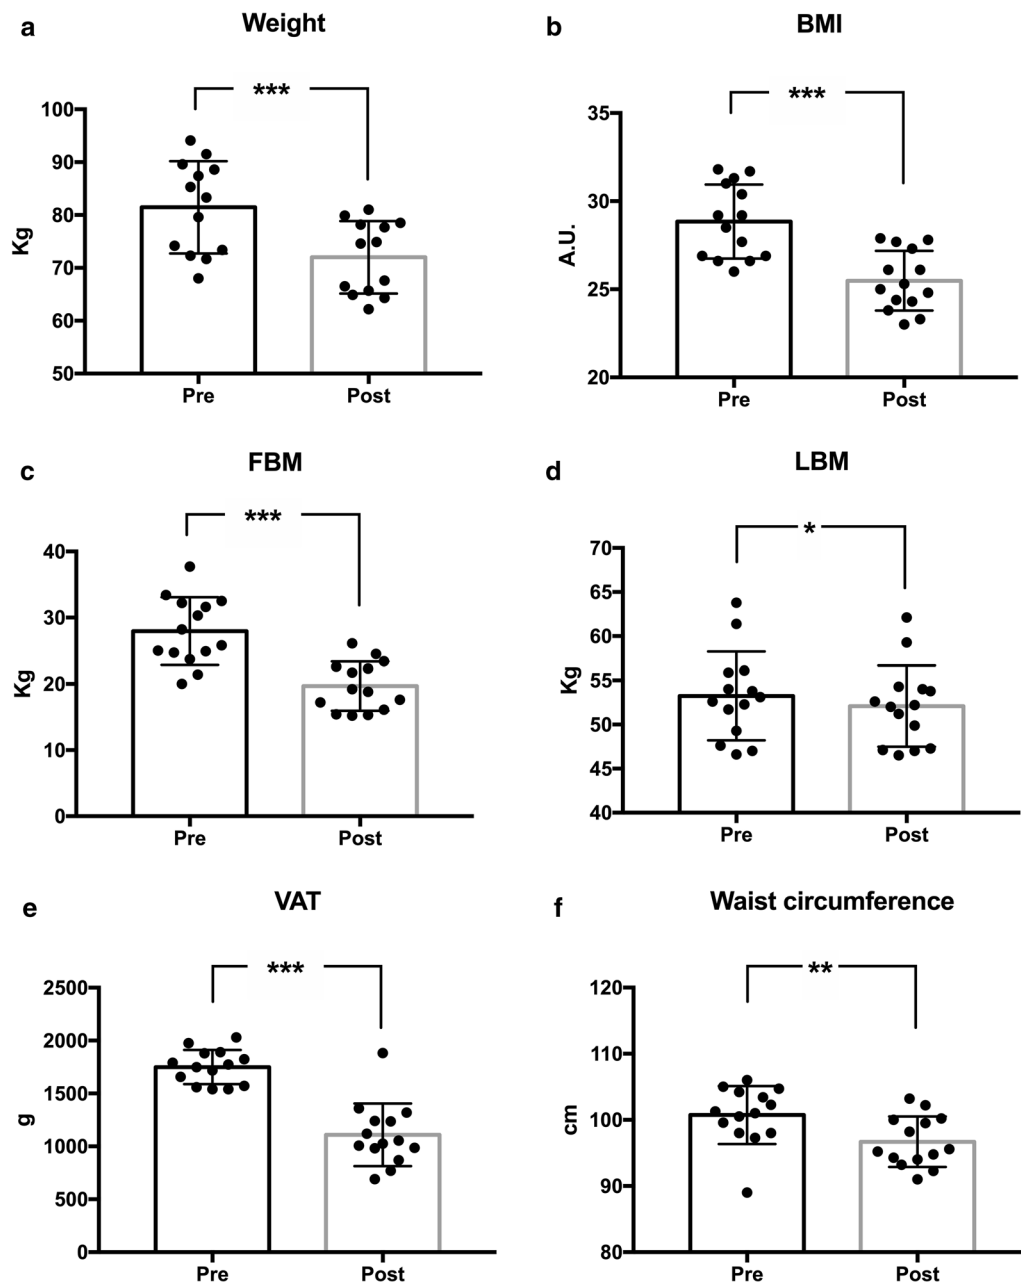 a
Weight
***
Kg
100
90
80
70
60
50
Pre
Post
b
BMI
***
A.U.
35
30
25
20
Pre
Post
c
FBM
***
Kg
40
30
20
10
0
Pre
Post
d
LBM
*
Kg
70
65
60
55
50
45
40
Pre
Post
e
VAT
***
g
2500
2000
1500
1000
500
0
Pre
Post
f
Waist circumference
**
cm
120
110
100
90
80
Pre
Post